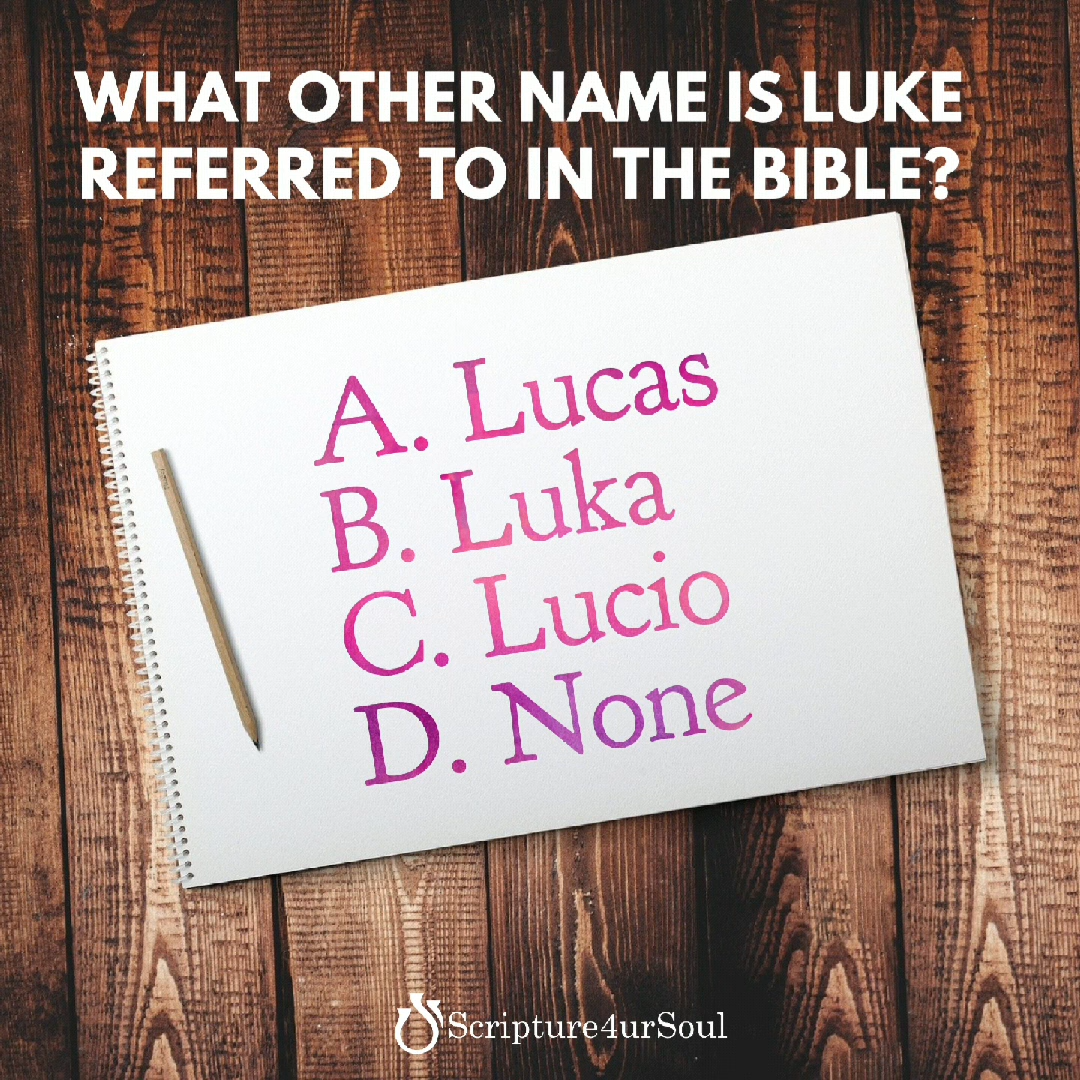 WHAT OTHER NAME IS LUKE
REFERRED TO IN THE BIBLE?
A. Lucas
B. Luka
C. Lucio
D. None
Scripture4urSoul